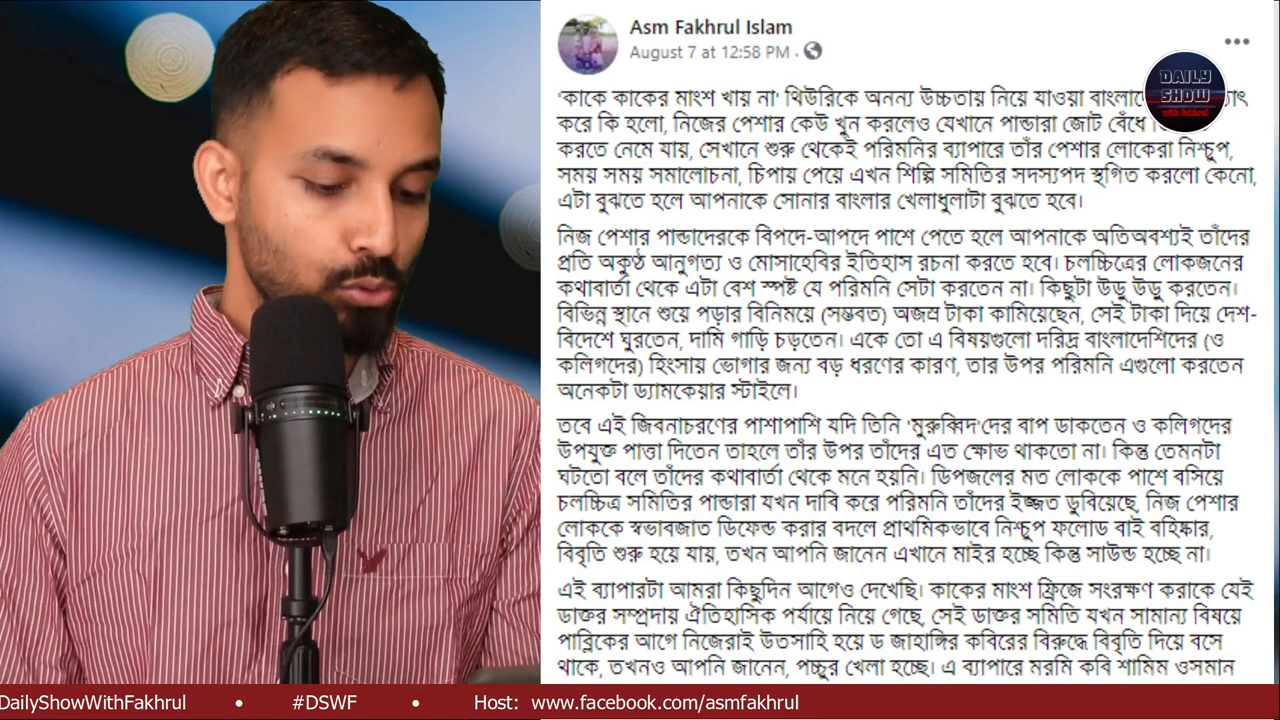 Asm Fakhrul Islam
August 7 at 12:58 PM ·
DAILY
SHOW
with fakhrul
'কাকে কাকের মাংশ খায় না' থিউরিকে অনন্য উচ্চতায় নিয়ে যাওয়া
করে কি হলো, নিজের পেশার কেউ খুন করলেও যেখানে পান্ডারা জোট বেঁধে
করতে নেমে যায়, সেখানে শুরু থেকেই পরিমনির ব্যাপারে তাঁর পেশার লোকেরা নিশ্চুপ,
সময় সময় সমালোচনা, চিপায় পেয়ে এখন শিল্পি সমিতির সদস্যপদ স্থগিত করলো কেনো,
এটা বুঝতে হলে আপনাকে সোনার বাংলার খেলাধুলাটা বুঝতে হবে।
নিজ পেশার পান্ডাদেরকে বিপদে-আপদে পাশে পেতে হলে আপনাকে অতিঅবশ্যই তাঁদের
প্রতি অকুণ্ঠ আনুগত্য ও মোসাহেবির ইতিহাস রচনা করতে হবে। চলচ্চিত্রের লোকজনের
কথাবার্তা থেকে এটা বেশ স্পষ্ট যে পরিমনি সেটা করতেন না। কিছুটা উড়ু উড়ু করতেন।
বিভিন্ন স্থানে শুয়ে পড়ার বিনিময়ে (সম্ভবত) অজস্র টাকা কামিয়েছেন, সেই টাকা দিয়ে দেশ-
বিদেশে ঘুরতেন, দামি গাড়ি চড়তেন। একে তো এ বিষয়গুলো দরিদ্র বাংলাদেশিদের (ও
কলিগদের) হিংসায় ভোগার জন্য বড় ধরণের কারণ, তার উপর পরিমনি এগুলো করতেন
অনেকটা ড্যামকেয়ার স্টাইলে।
তবে এই জিবনাচরণের পাশাপাশি যদি তিনি 'মুরুব্বিদ'দের বাপ ডাকতেন ও কলিগদের
উপযুক্ত পাত্তা দিতেন তাহলে তাঁর উপর তাঁদের এত ক্ষোভ থাকতো না। কিন্তু তেমনটা
ঘটতো বলে তাঁদের কথাবার্তা থেকে মনে হয়নি। ডিপজলের মত লোককে পাশে বসিয়ে
চলচ্চিত্র সমিতির পান্ডারা যখন দাবি করে পরিমনি তাঁদের ইজ্জত ডুবিয়েছে, নিজ পেশার
লোককে স্বভাবজাত ডিফেন্ড করার বদলে প্রাথমিকভাবে নিশ্চুপ ফলোড বাই বহিষ্কার,
বিবৃতি শুরু হয়ে যায়, তখন আপনি জানেন এখানে মাইর হচ্ছে কিন্তু সাউন্ড হচ্ছে না।
এই ব্যাপারটা আমরা কিছুদিন আগেও দেখেছি। কাকের মাংশ ফ্রিজে সংরক্ষণ করাকে যেই
ডাক্তর সম্প্রদায় ঐতিহাসিক পর্যায়ে নিয়ে গেছে, সেই ডাক্তর সমিতি যখন সামান্য বিষয়ে
পাব্লিকের আগে নিজেরাই উতসাহি হয়ে ড জাহাঙ্গির কবিরের বিরুদ্ধে বিবৃতি দিয়ে বসে
থাকে, তখনও আপনি জানেন, পচ্চুর খেলা হচ্ছে। এ ব্যাপারে মরমি কবি শামিম ওসমান
DailyShowWithFakhrul • #DSWF • Host: www.facebook.com/asmfakhrul